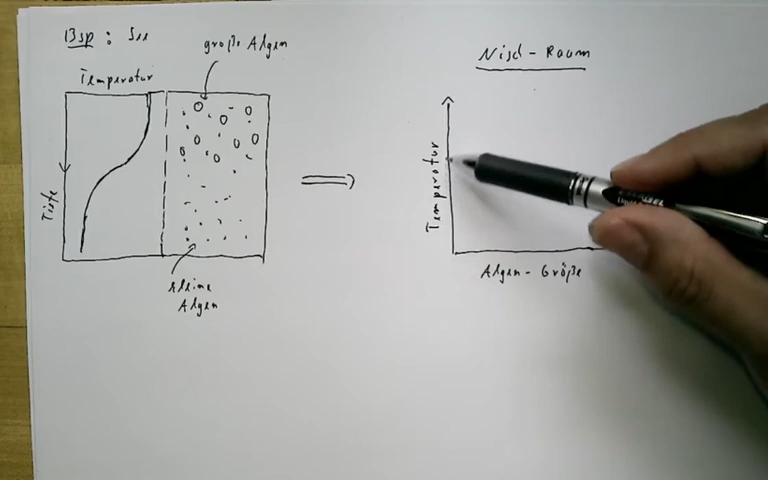 Bsp: See
große Algen
Temperatur
Tiefe
kleine
Algen
Nisch-Raum
Temperatur
Algen-Größe